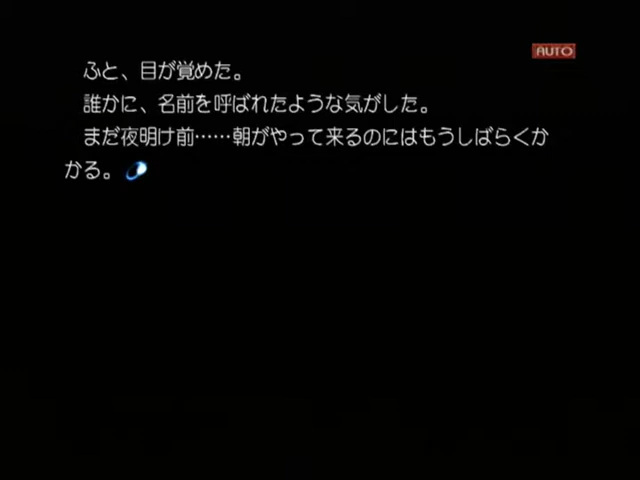 AUTO
ふと、目が覚めた。
誰かに、名前を呼ばれたような気がした。
まだ夜明け前……朝がやって来るのにはもうしばらくか
かる。